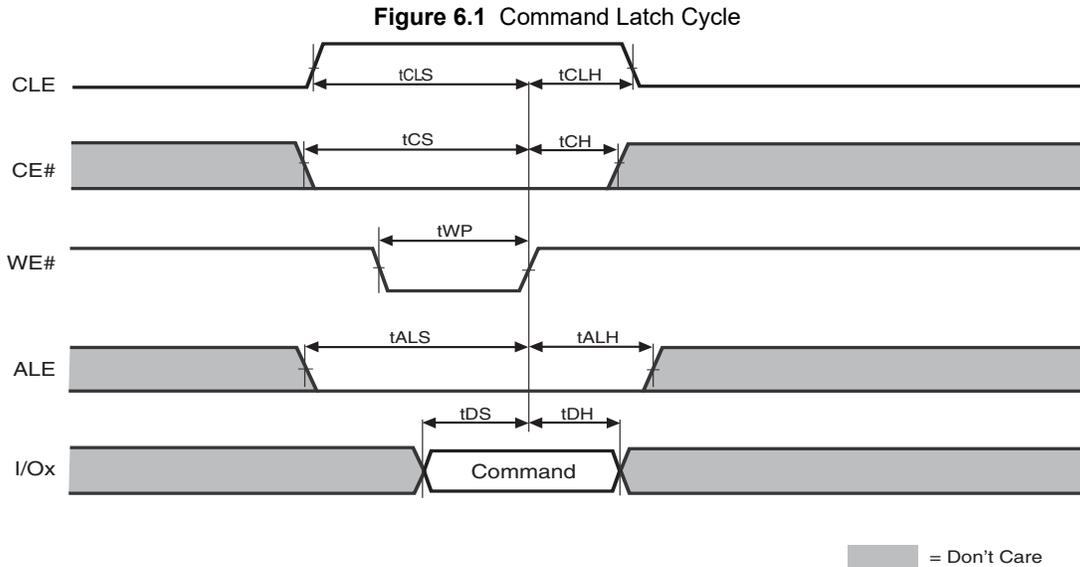 Figure 6.1 Command Latch Cycle
CLE
tCLS
tCLH
CE#
tCS
tCH
WE#
tWP
ALE
tALS
tALH
I/Ox
tDS
tDH
Command
= Don't Care